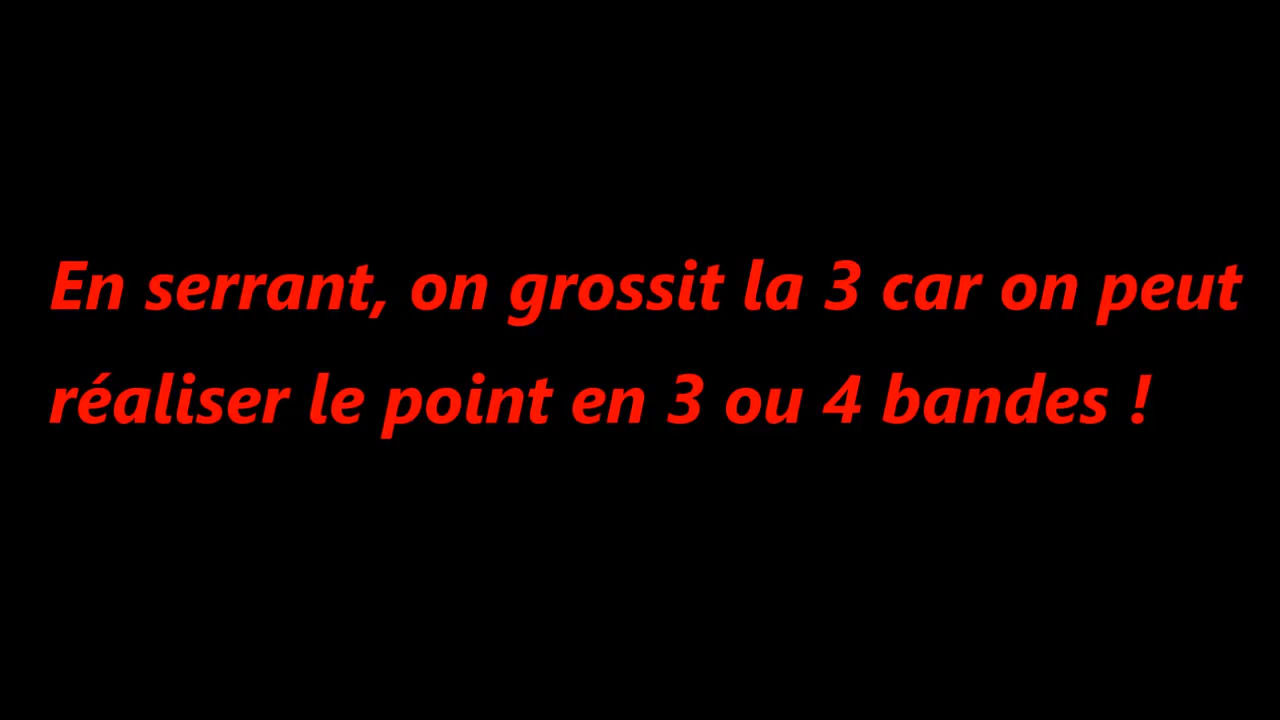 En serrant, on grossit la 3 car on peut
réaliser le point en 3 ou 4 bandes !